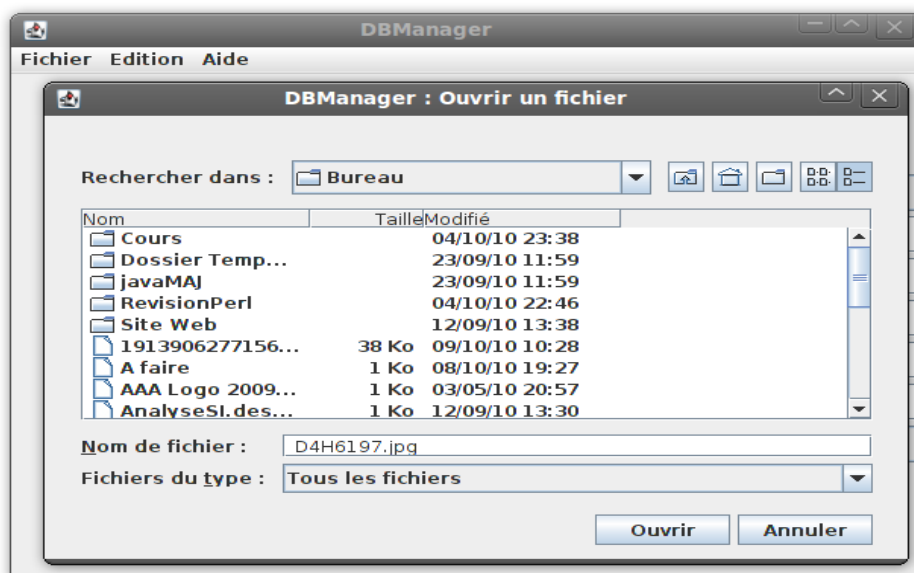 DBManager
Fichier Edition Aide
DBManager : Ouvrir un fichier
Rechercher dans : Bureau
Nom Taille Modifié
Cours 04/10/10 23:38
Dossier Temp... 23/09/10 11:59
javaMAJ 23/09/10 11:59
RevisionPerl 04/10/10 22:46
Site Web 12/09/10 13:38
1913906277156... 38 Ko 09/10/10 10:28
A faire 1 Ko 08/10/10 19:27
AAA Logo 2009... 1 Ko 03/05/10 20:57
AnalyseSI.des... 1 Ko 12/09/10 13:30
Nom de fichier : D4H6197.jpg
Fichiers du type : Tous les fichiers
Ouvrir Annuler